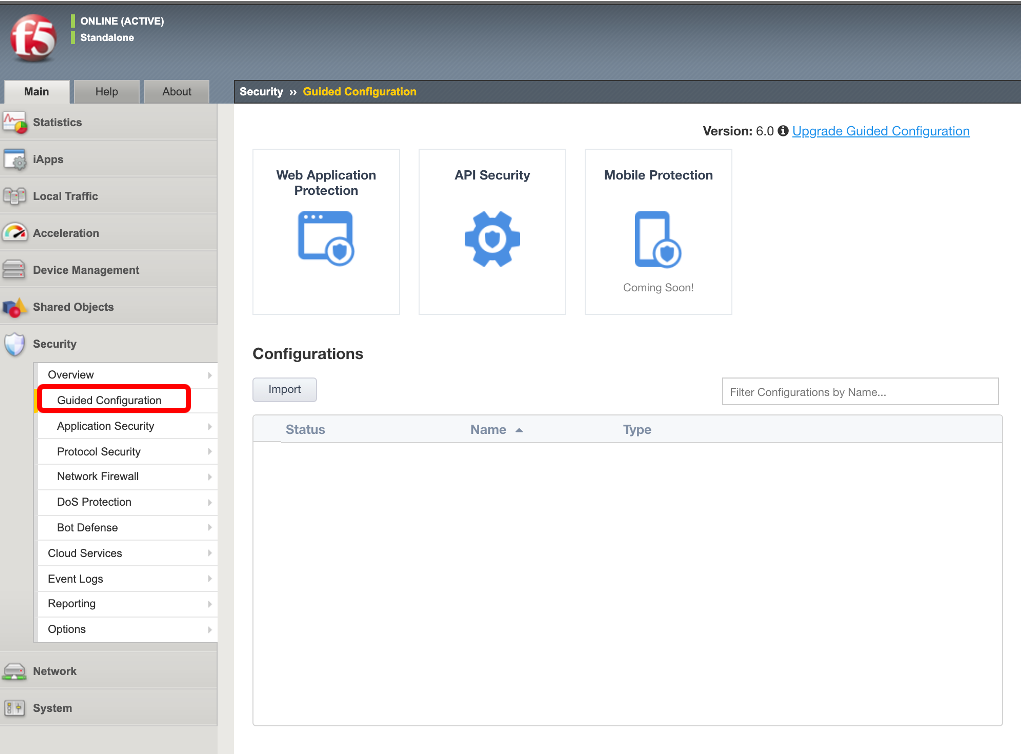 f5
ONLINE (ACTIVE)
Standalone
Main
Help
About
Security » Guided Configuration
Statistics
iApps
Local Traffic
Acceleration
Device Management
Shared Objects
Security
Overview
Guided Configuration
Application Security
Protocol Security
Network Firewall
DoS Protection
Bot Defense
Cloud Services
Event Logs
Reporting
Options
Network
System
Version: 6.0 Upgrade Guided Configuration
Web Application
Protection
API Security
Mobile Protection
Coming Soon!
Configurations
Import
Filter Configurations by Name...
Status
Name
Type